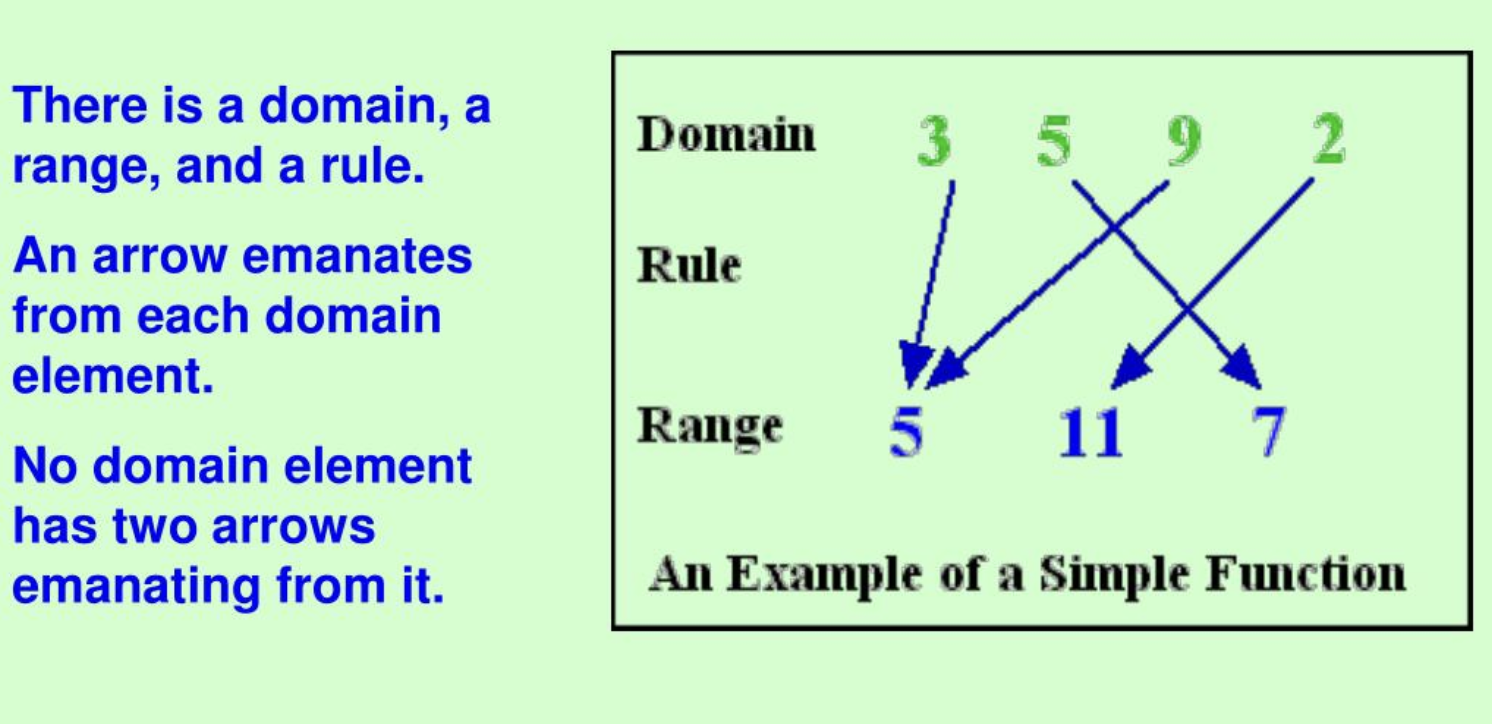 There is a domain, a
range, and a rule.
An arrow emanates
from each domain
element.
No domain element
has two arrows
emanating from it.
Domain 3 5 9 2
Rule
Range 5 11 7
An Example of a Simple Function